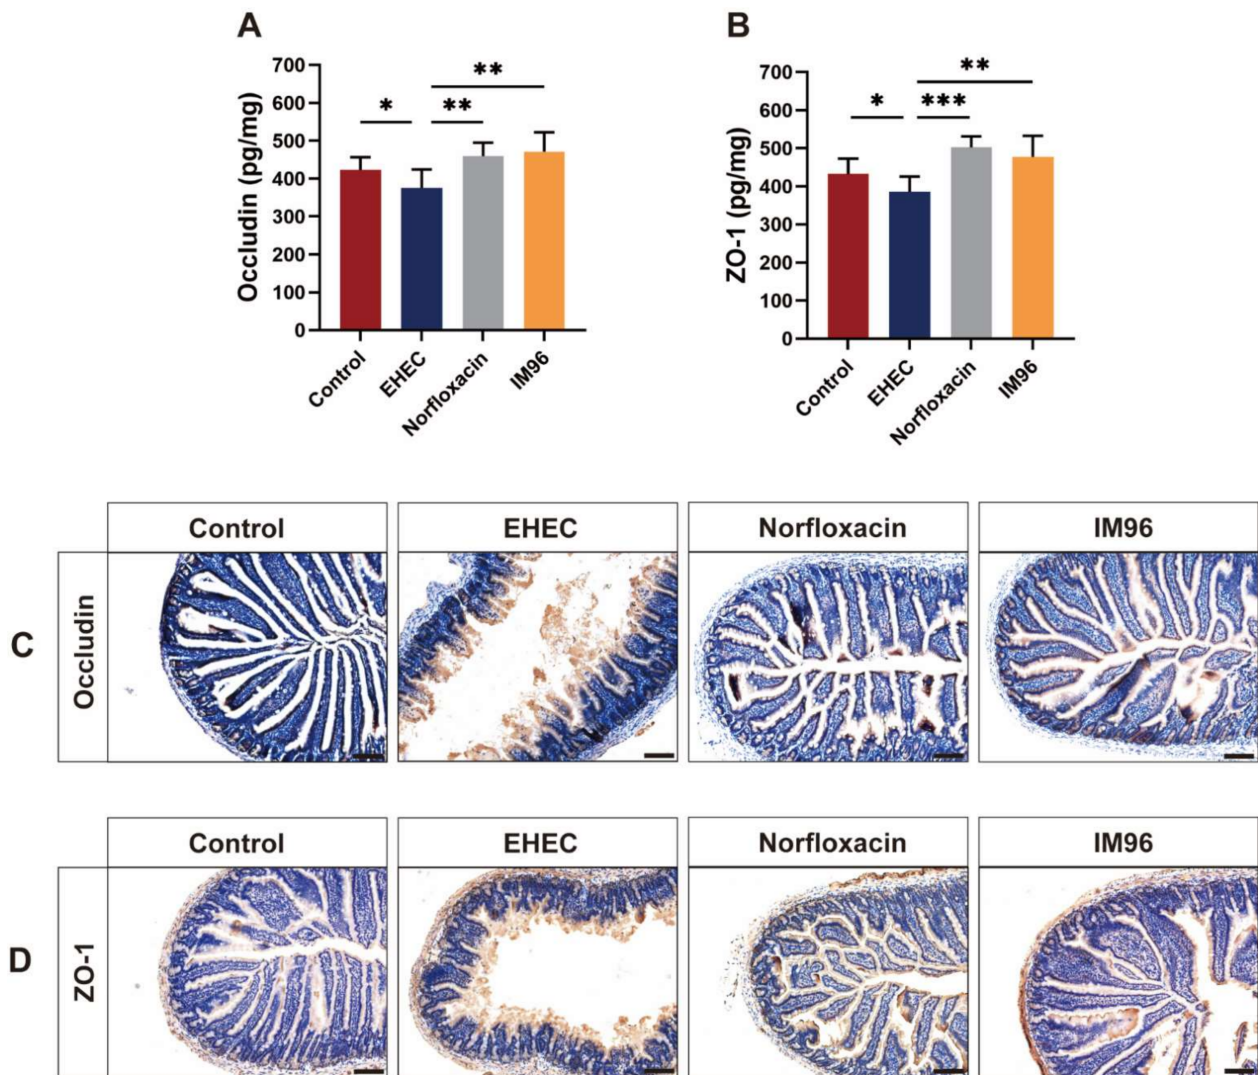 A
Occludin (pg/mg)
700
600
500
400
300
200
100
0
*
**
**
Control
EHEC
Norfloxacin
IM96
B
ZO-1 (pg/mg)
700
600
500
400
300
200
100
0
*
***
**
Control
EHEC
Norfloxacin
IM96
C
Occludin
Control
EHEC
Norfloxacin
IM96
D
ZO-1
Control
EHEC
Norfloxacin
IM96